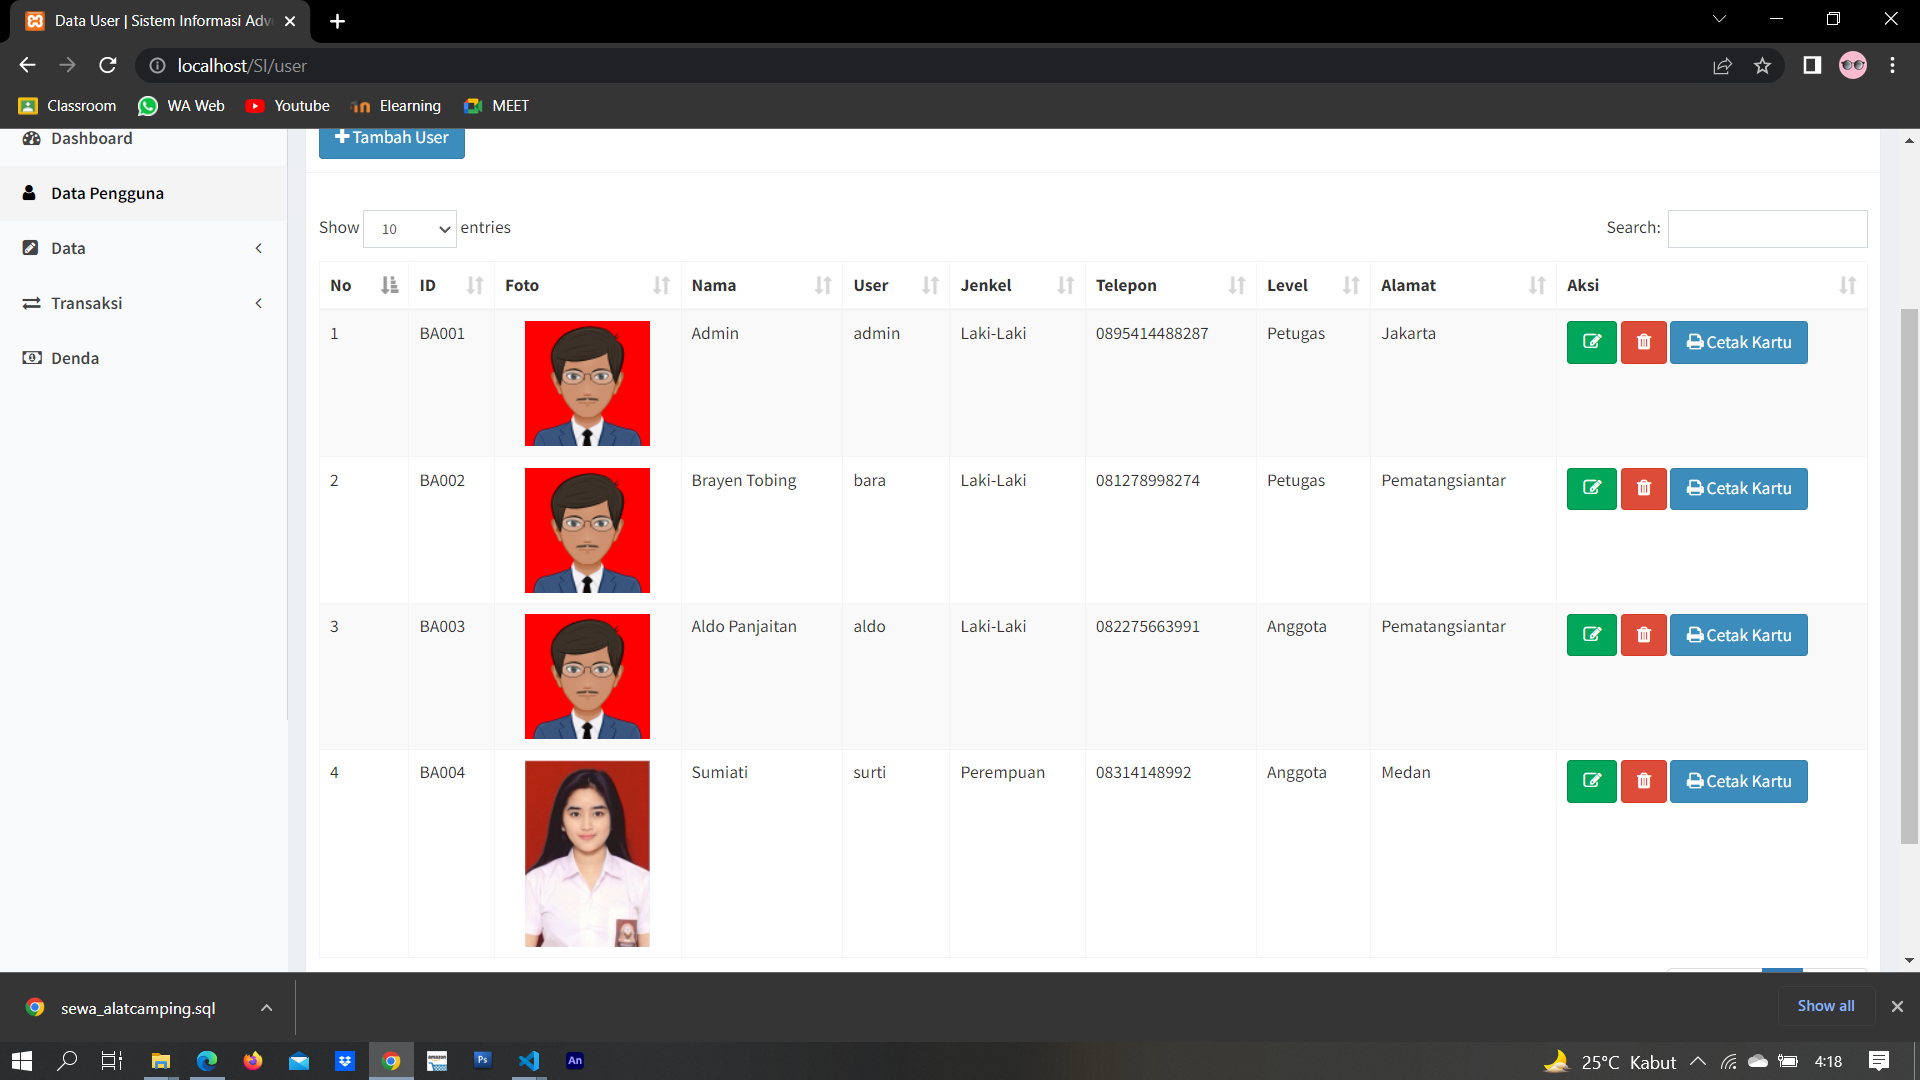 Data User | Sistem Informasi Adv
localhost/SI/user
Classroom WA Web Youtube Elearning MEET
Dashboard
Data Pengguna
Data
Transaksi
Denda
Tambah User
Show 10 entries
Search:
No ID Foto Nama User Jenkel Telepon Level Alamat Aksi
1 BA001 Admin admin Laki-Laki 0895414488287 Petugas Jakarta Cetak Kartu
2 BA002 Brayen Tobing bara Laki-Laki 081278998274 Petugas Pematangsiantar Cetak Kartu
3 BA003 Aldo Panjaitan aldo Laki-Laki 082275663991 Anggota Pematangsiantar Cetak Kartu
4 BA004 Sumiati surti Perempuan 08314148992 Anggota Medan Cetak Kartu
sewa_alatcamping.sql
Show all
Ps
An
25°C Kabut
4:18